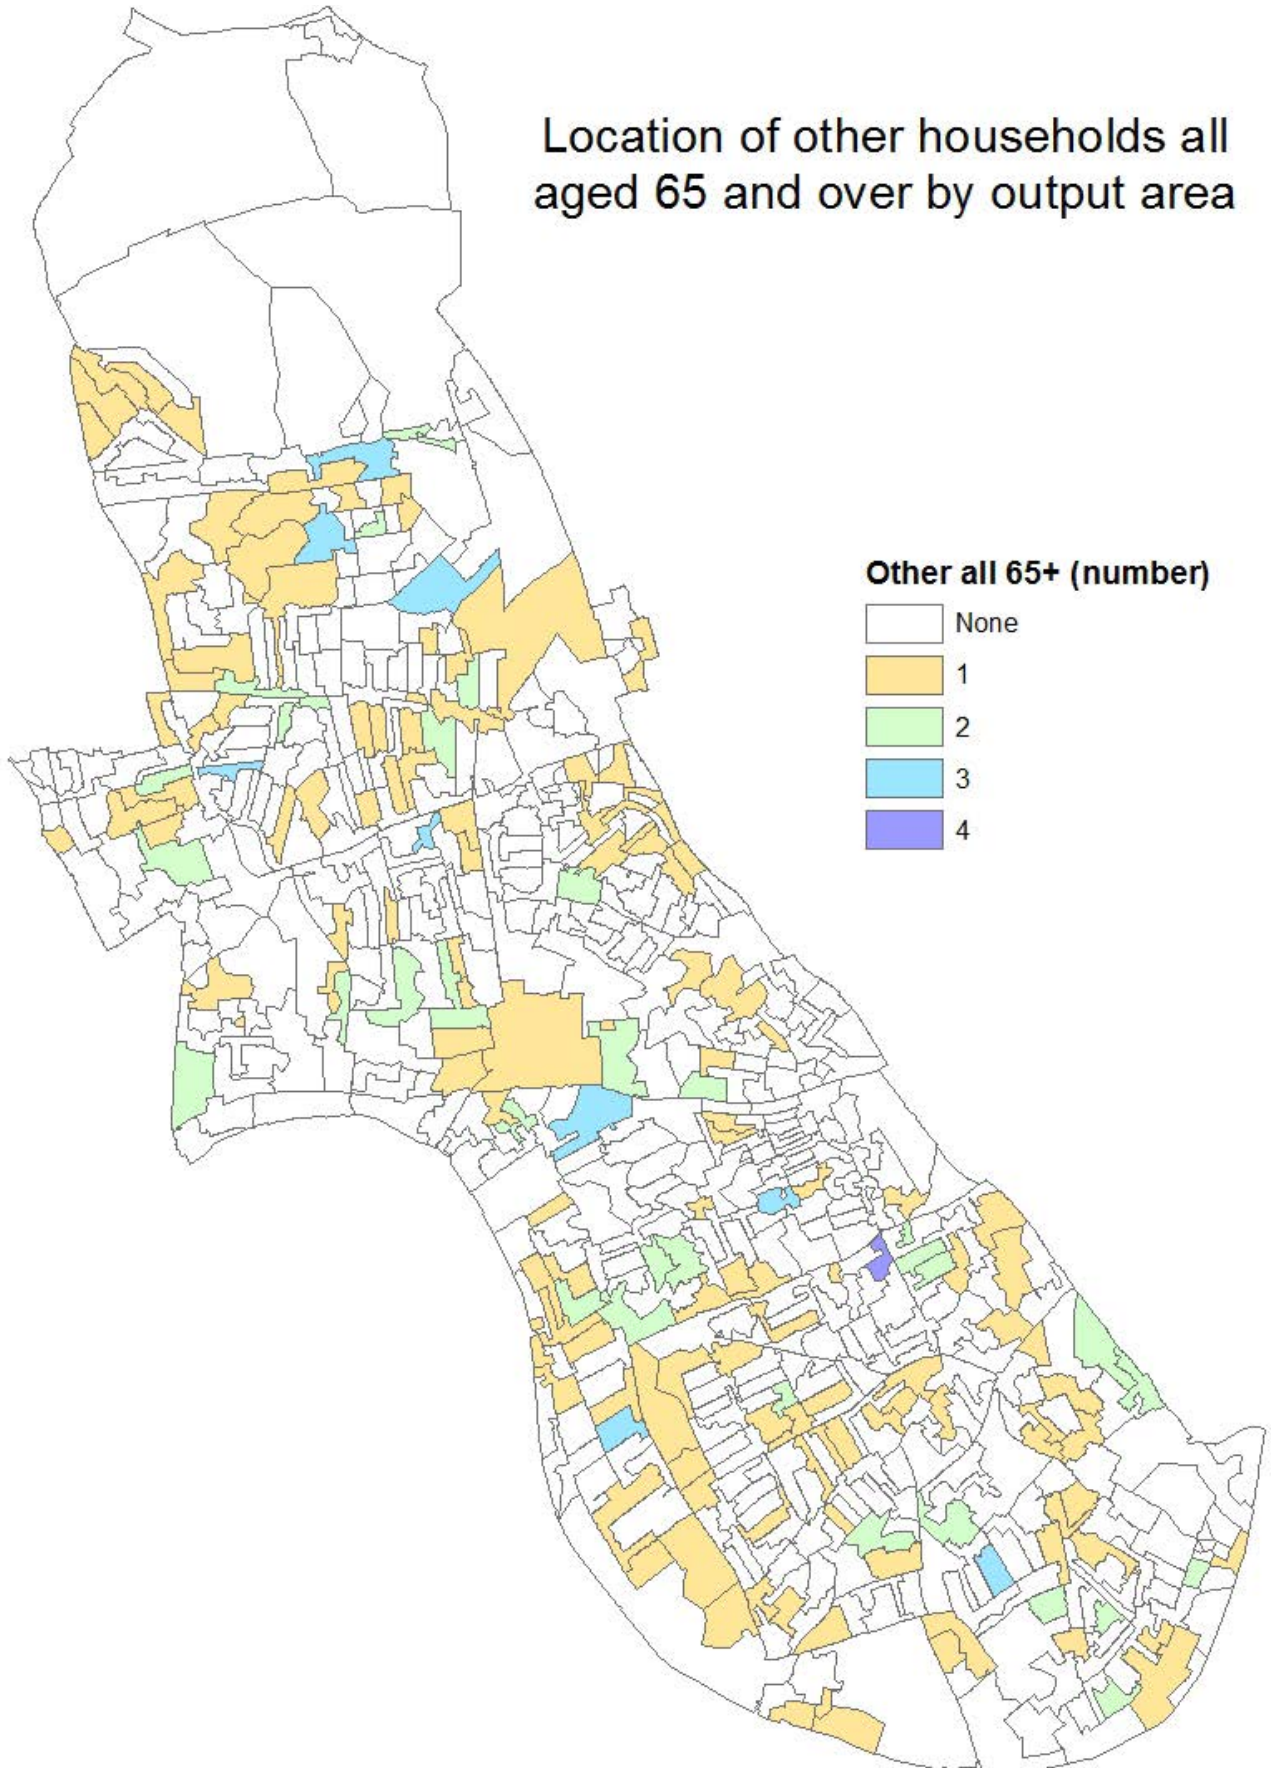 Location of other households all
aged 65 and over by output area
Other all 65+ (number)
None
1
2
3
4